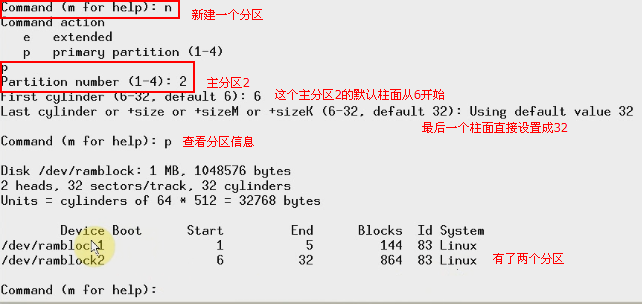 Command (m for help): n
新建一个分区
Command action
e   extended
p   primary partition (1-4)
p
Partition number (1-4): 2
主分区2
First cylinder (6-32, default 6): 6
这个主分区2的默认柱面从6开始
Last cylinder or +size or +sizeM or +sizeK (6-32, default 32): Using default value 32
最后一个柱面直接设置成32
Command (m for help): p
查看分区信息
Disk /dev/ramblock: 1 MB, 1048576 bytes
2 heads, 32 sectors/track, 32 cylinders
Units = cylinders of 64 * 512 = 32768 bytes
Device Boot      Start         End      Blocks   Id  System
/dev/ramblock1               1           5         144   83  Linux
/dev/ramblock2               6          32         864   83  Linux
有了两个分区
Command (m for help):